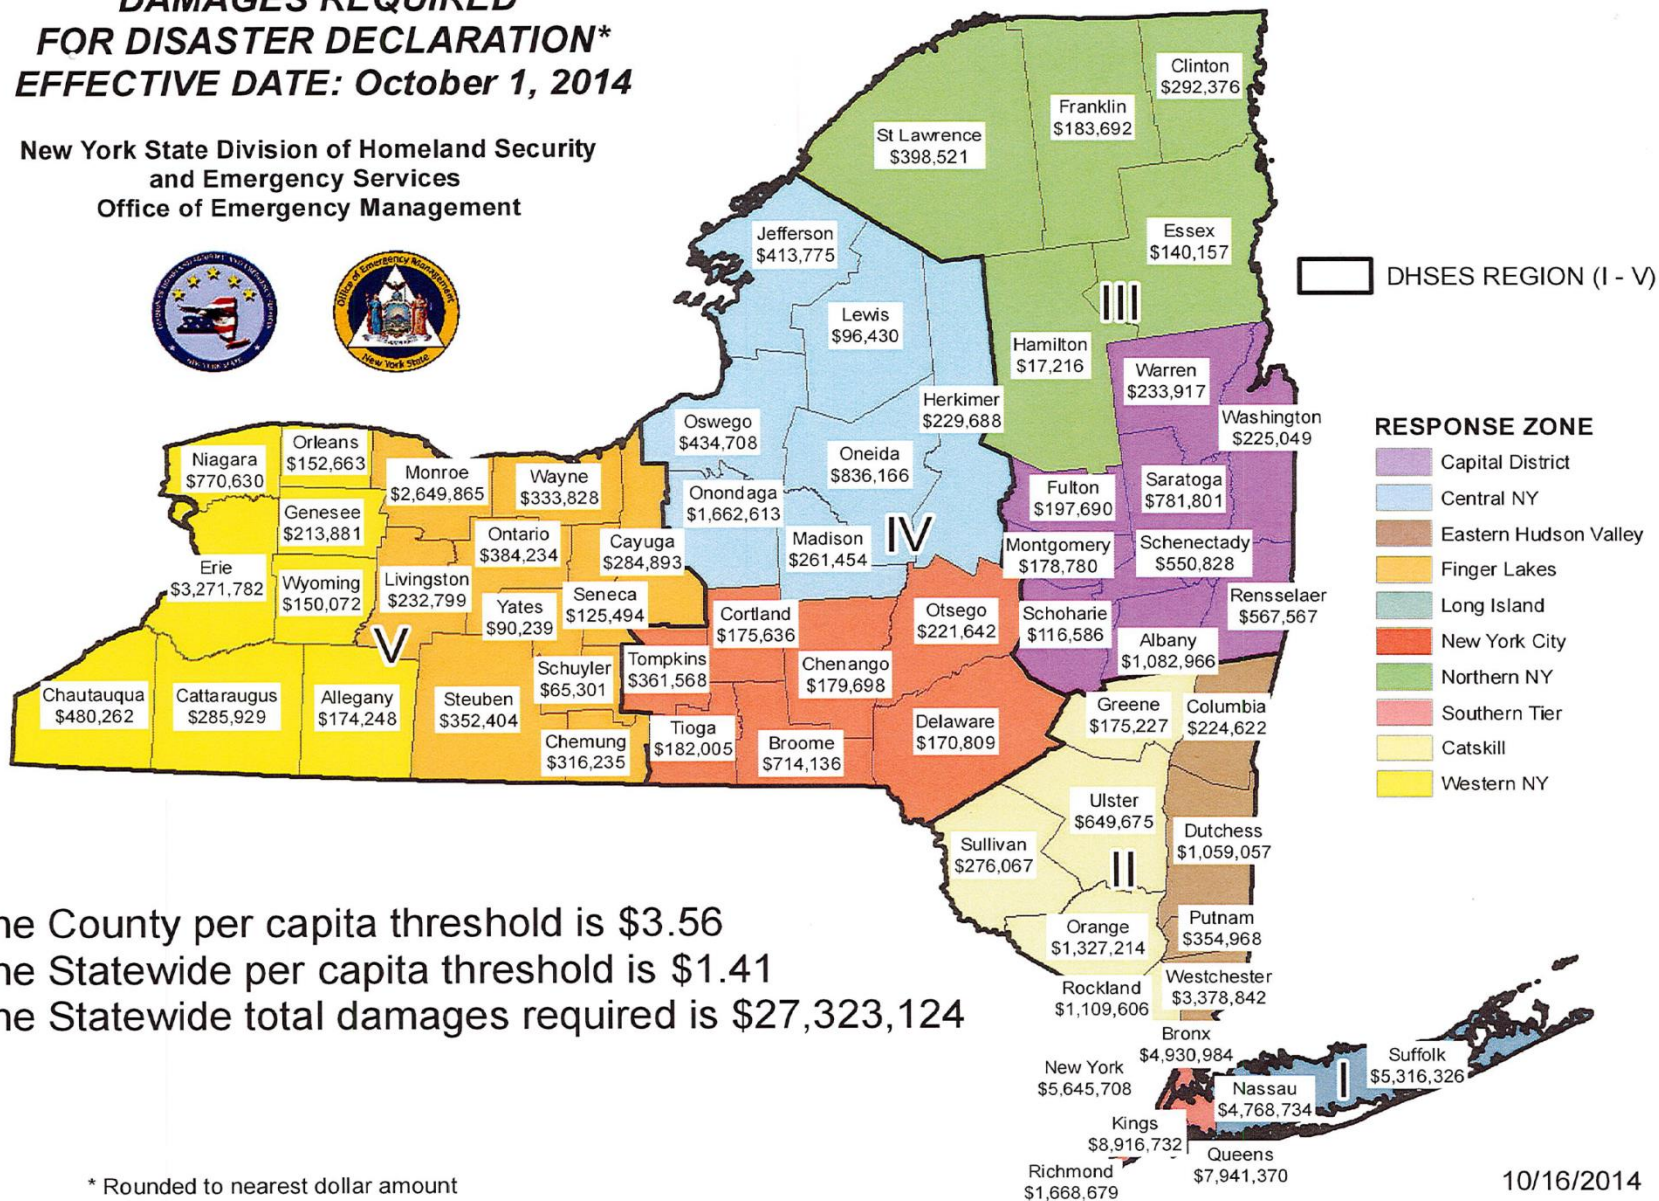 DAMAGES REQUIRED
FOR DISASTER DECLARATION*
EFFECTIVE DATE: October 1, 2014
New York State Division of Homeland Security
and Emergency Services
Office of Emergency Management
Office of Emergency Management
New York State
Clinton
$292,376
Franklin
$183,692
St Lawrence
$398,521
Essex
$140,157
Jefferson
$413,775
DHSES REGION (I - V)
III
Lewis
$96,430
Hamilton
$17,216
Warren
$233,917
Herkimer
$229,688
Washington
$225,049
Oswego
$434,708
Oneida
$836,166
Orleans
$152,663
Niagara
$770,630
Monroe
$2,649,865
Wayne
$333,828
Onondaga
$1,662,613
Fulton
$197,690
Saratoga
$781,801
Genesee
$213,881
Ontario
$384,234
Cayuga
$284,893
Madison
$261,454
IV
Montgomery
$178,780
Schenectady
$550,828
Erie
$3,271,782
Wyoming
$150,072
Livingston
$232,799
Yates
$90,239
Seneca
$125,494
Cortland
$175,636
Otsego
$221,642
Schoharie
$116,586
Rensselaer
$567,567
Albany
$1,082,966
V
Schuyler
$65,301
Tompkins
$361,568
Chenango
$179,698
Chautauqua
$480,262
Cattaraugus
$285,929
Allegany
$174,248
Steuben
$352,404
Chemung
$316,235
Tioga
$182,005
Broome
$714,136
Delaware
$170,809
Greene
$175,227
Columbia
$224,622
Ulster
$649,675
Sullivan
$276,067
II
Dutchess
$1,059,057
Orange
$1,327,214
Putnam
$354,968
Rockland
$1,109,606
Westchester
$3,378,842
Bronx
$4,930,984
New York
$5,645,708
Nassau
$4,768,734
I
Suffolk
$5,316,326
Kings
$8,916,732
Queens
$7,941,370
Richmond
$1,668,679
RESPONSE ZONE
Capital District
Central NY
Eastern Hudson Valley
Finger Lakes
Long Island
New York City
Northern NY
Southern Tier
Catskill
Western NY
he County per capita threshold is $3.56
he Statewide per capita threshold is $1.41
he Statewide total damages required is $27,323,124
* Rounded to nearest dollar amount
10/16/2014